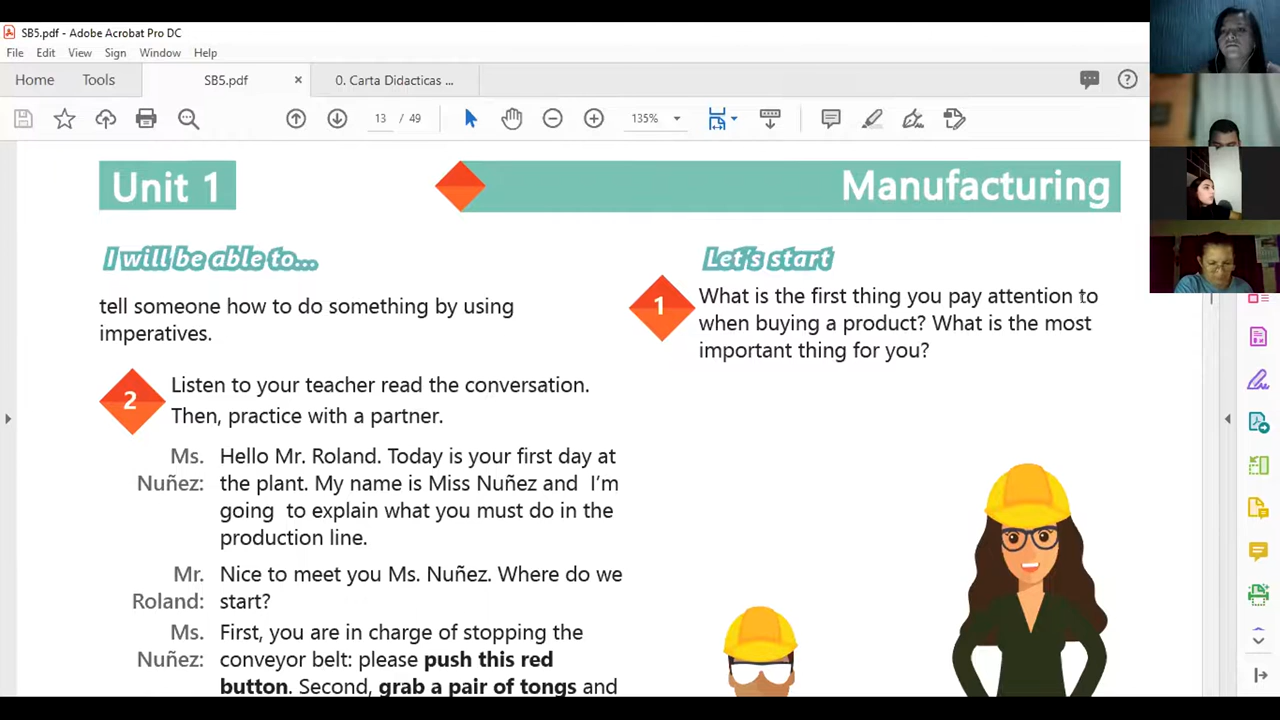 SB5.pdf - Adobe Acrobat Pro DC
File Edit View Sign Window Help
Home Tools SB5.pdf × 0. Carta Didacticas ...
13 / 49 135%
Unit 1
Manufacturing
I will be able to...
tell someone how to do something by using
imperatives.
Let's start
1
What is the first thing you pay attention to
when buying a product? What is the most
important thing for you?
2
Listen to your teacher read the conversation.
Then, practice with a partner.
Ms. Hello Mr. Roland. Today is your first day at
Nuñez: the plant. My name is Miss Nuñez and I'm
going to explain what you must do in the
production line.
Mr. Nice to meet you Ms. Nuñez. Where do we
Roland: start?
Ms. First, you are in charge of stopping the
Nuñez: conveyor belt: please push this red
button. Second, grab a pair of tongs and